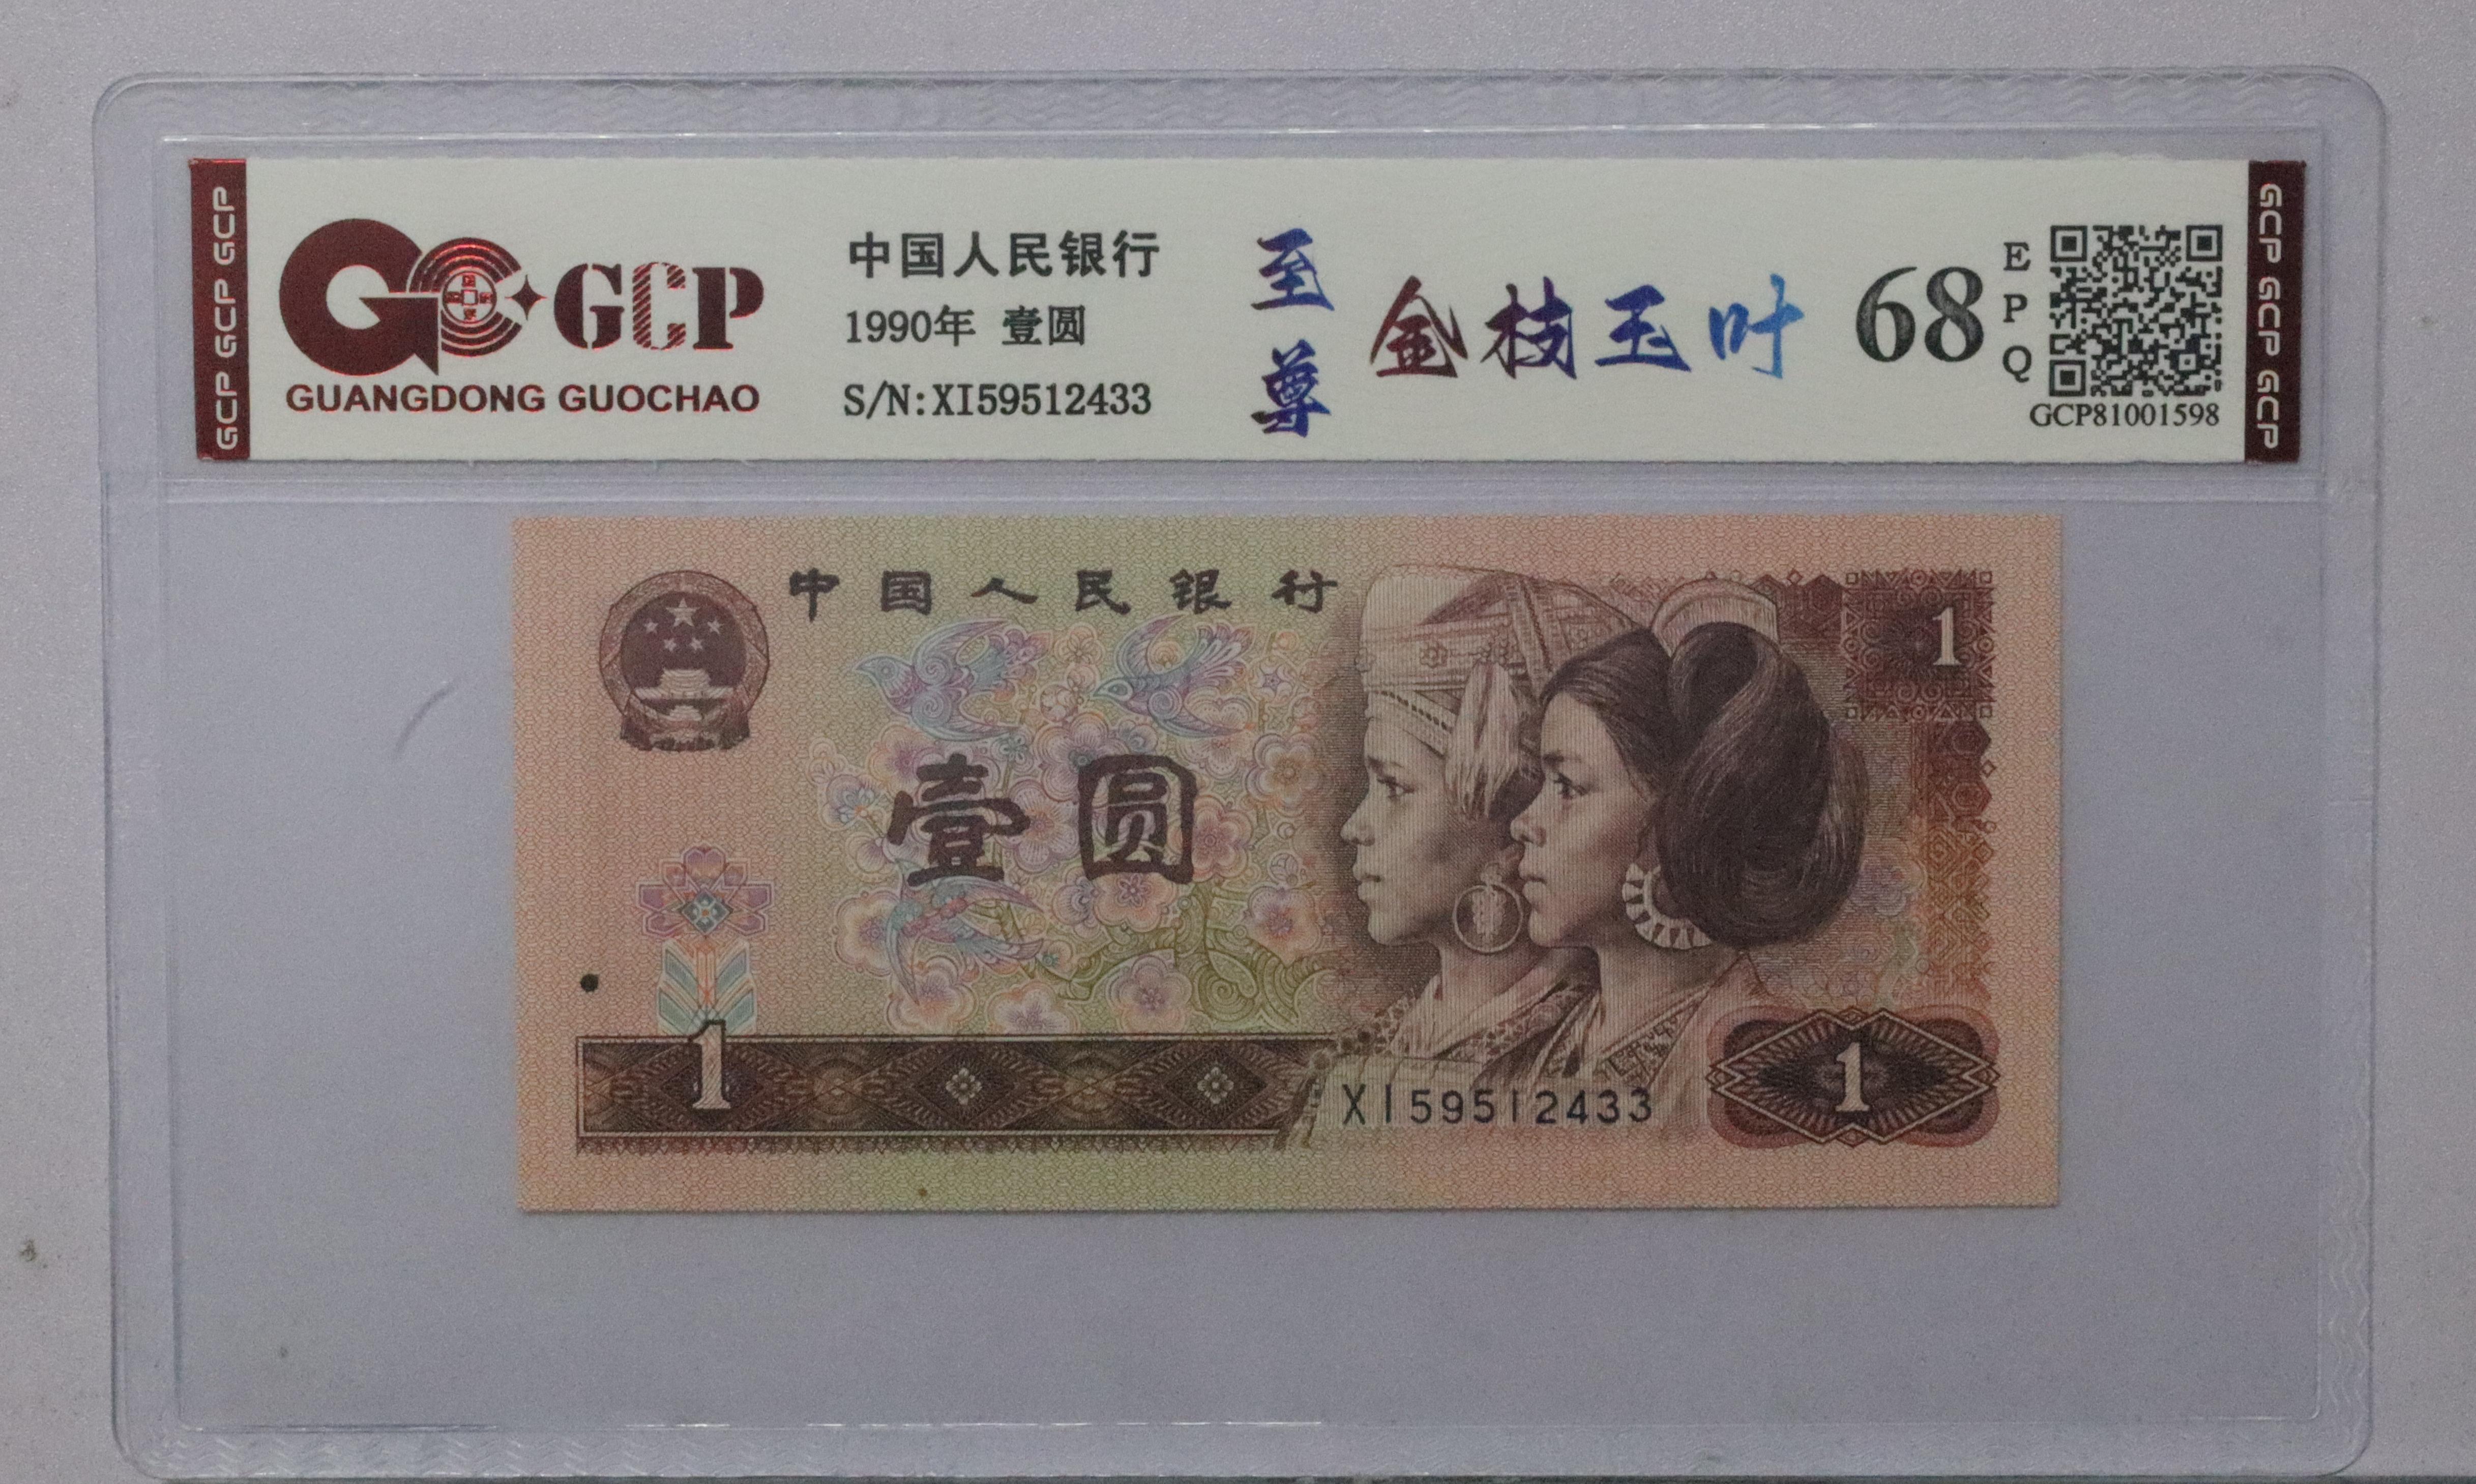 GCP GCP GCP
GCP
GUANGDONG GUOCHAO
中国人民银行
1990年 壹圆
S/N:XI59512433
至尊
金枝玉叶
68
EPQ
GCP81001598
GCP GCP GCP
中国人民银行
1
壹圆
1
XI59512433
1